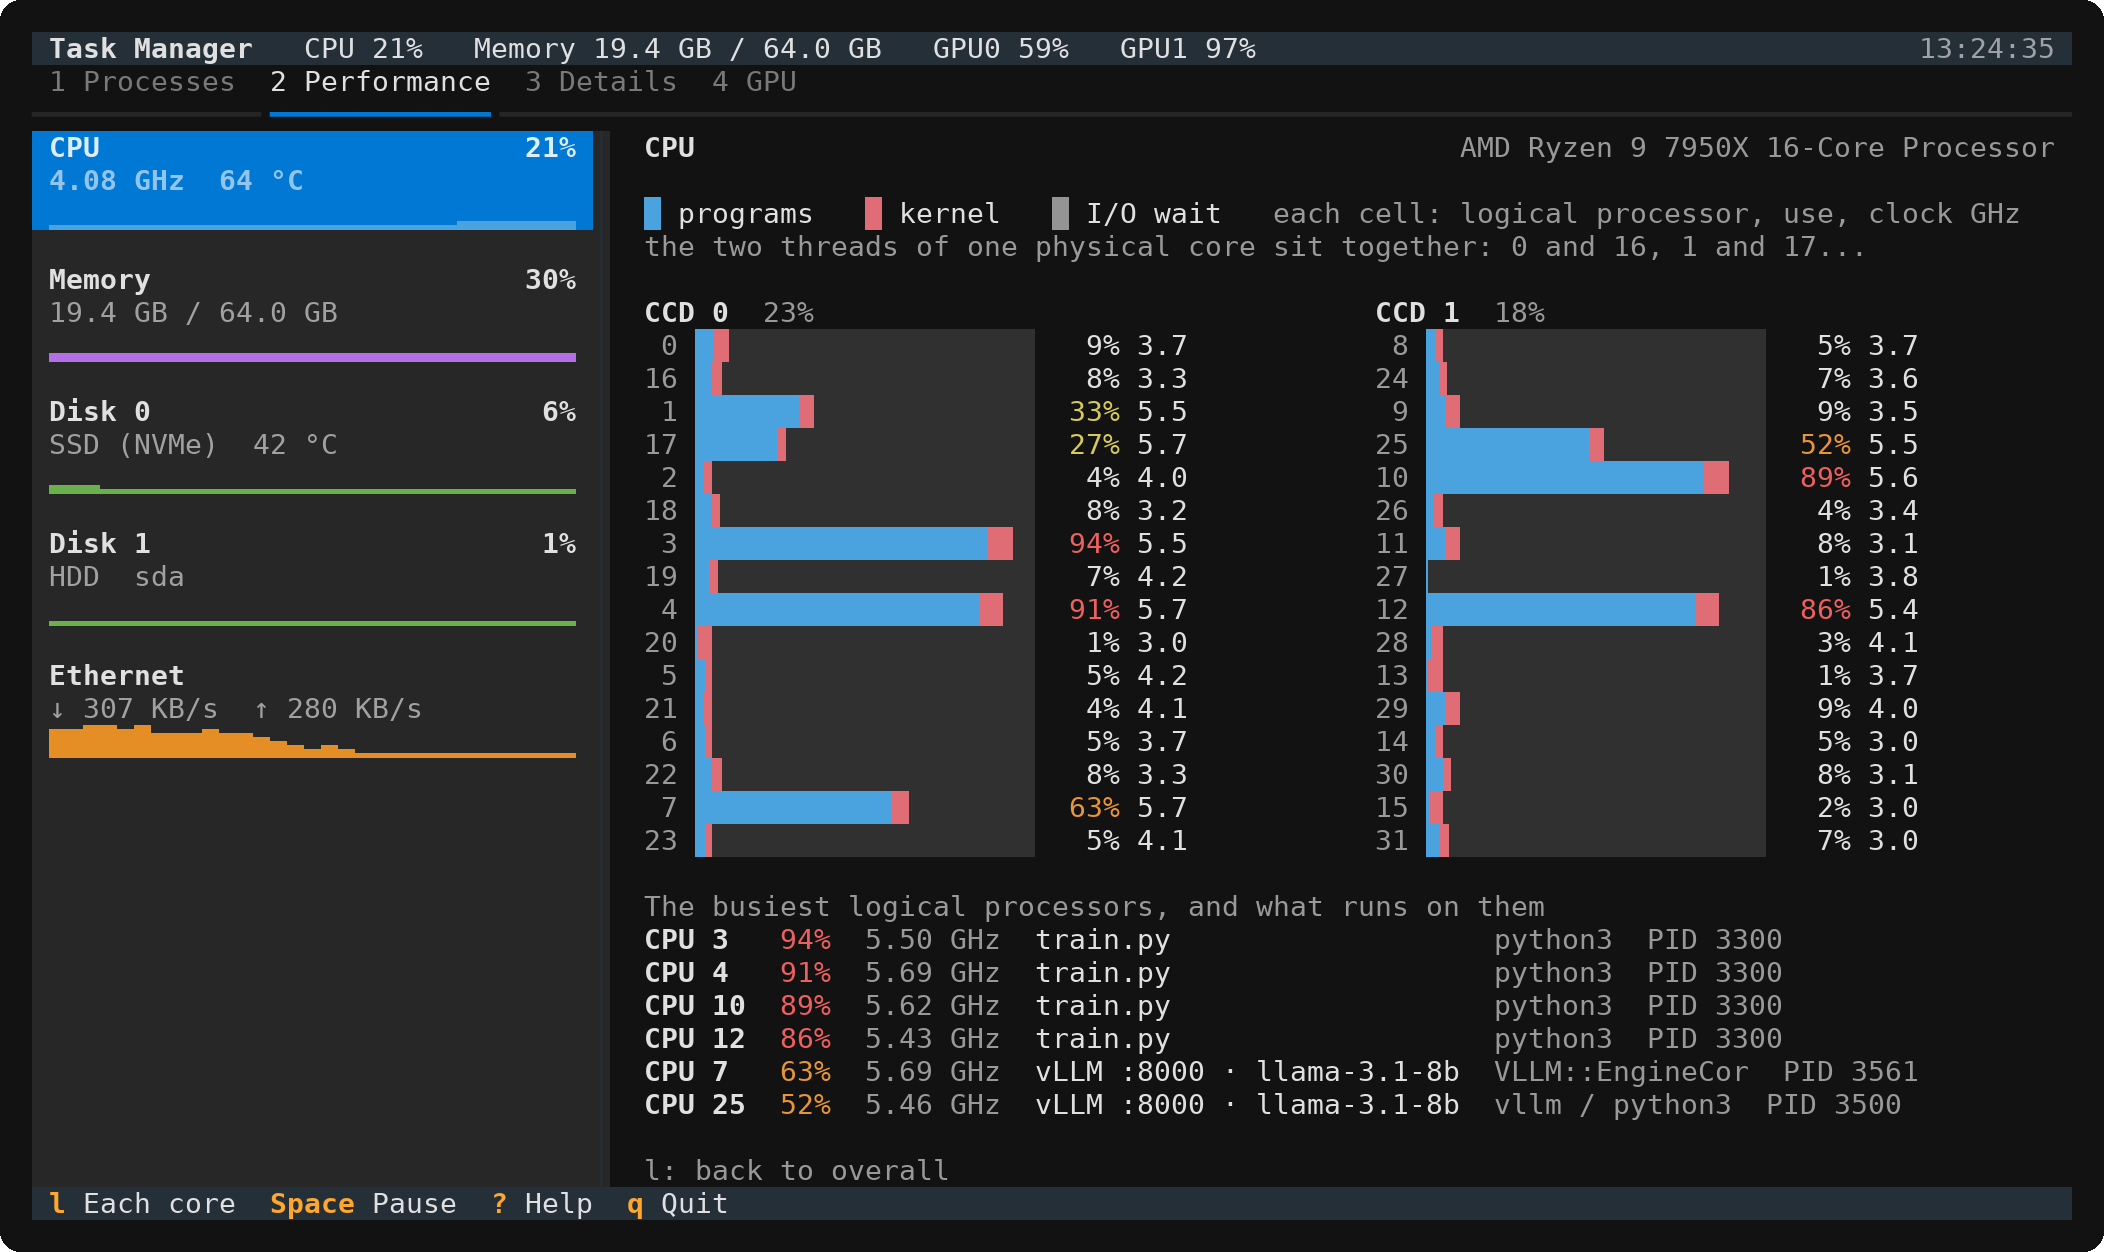 Task Manager   CPU 21%   Memory 19.4 GB / 64.0 GB   GPU0 59%   GPU1 97%   13:24:35
1 Processes  2 Performance  3 Details  4 GPU
CPU 21%
4.08 GHz  64 °C
Memory 30%
19.4 GB / 64.0 GB
Disk 0 6%
SSD (NVMe)  42 °C
Disk 1 1%
HDD  sda
Ethernet
↓ 307 KB/s  ↑ 280 KB/s
CPU   AMD Ryzen 9 7950X 16-Core Processor
programs   kernel   I/O wait   each cell: logical processor, use, clock GHz
the two threads of one physical core sit together: 0 and 16, 1 and 17...
CCD 0  23%
0 9% 3.7
16 8% 3.3
1 33% 5.5
17 27% 5.7
2 4% 4.0
18 8% 3.2
3 94% 5.5
19 7% 4.2
4 91% 5.7
20 1% 3.0
5 5% 4.2
21 4% 4.1
6 5% 3.7
22 8% 3.3
7 63% 5.7
23 5% 4.1
CCD 1  18%
8 5% 3.7
24 7% 3.6
9 9% 3.5
25 52% 5.5
10 89% 5.6
26 4% 3.4
11 8% 3.1
27 1% 3.8
12 86% 5.4
28 3% 4.1
13 1% 3.7
29 9% 4.0
14 5% 3.0
30 8% 3.1
15 2% 3.0
31 7% 3.0
The busiest logical processors, and what runs on them
CPU 3   94%  5.50 GHz  train.py   python3  PID 3300
CPU 4   91%  5.69 GHz  train.py   python3  PID 3300
CPU 10  89%  5.62 GHz  train.py   python3  PID 3300
CPU 12  86%  5.43 GHz  train.py   python3  PID 3300
CPU 7   63%  5.69 GHz  vLLM :8000 · llama-3.1-8b  VLLM::EngineCor  PID 3561
CPU 25  52%  5.46 GHz  vLLM :8000 · llama-3.1-8b  vllm / python3  PID 3500
l: back to overall
l Each core  Space Pause  ? Help  q Quit